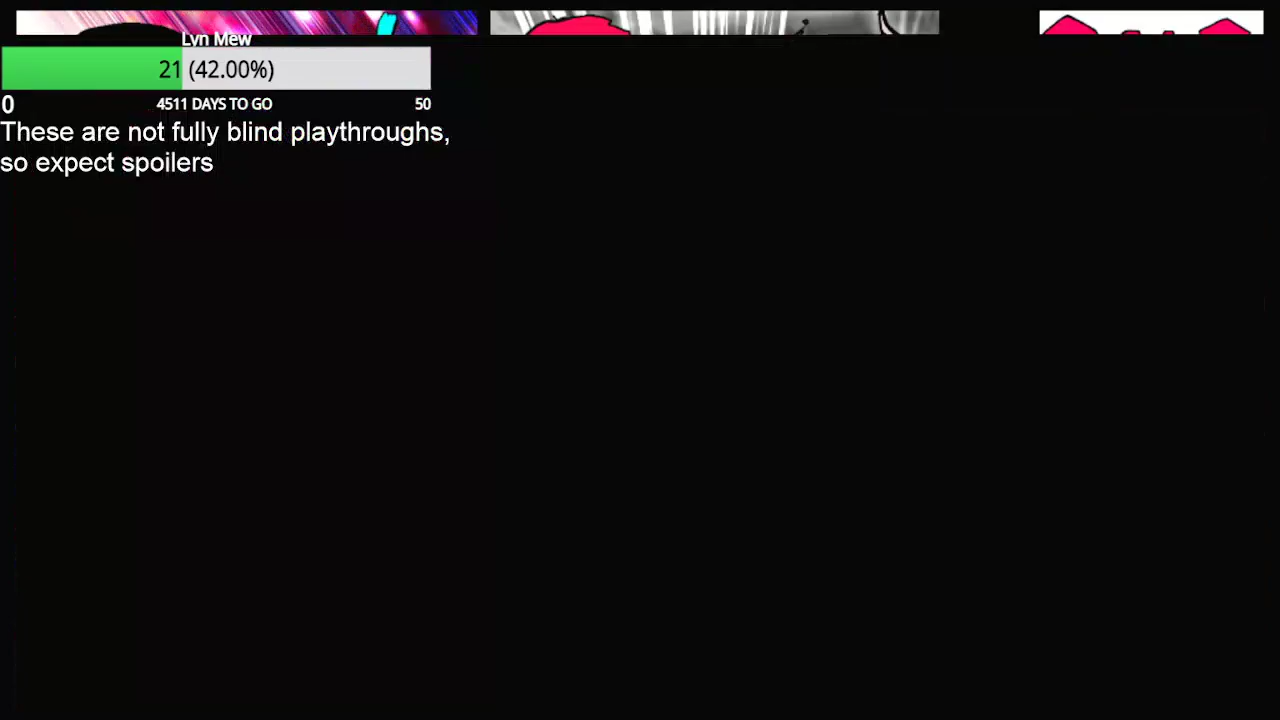 Lvn Mew
21 (42.00%)
0 4511 DAYS TO GO 50
These are not fully blind playthroughs,
so expect spoilers